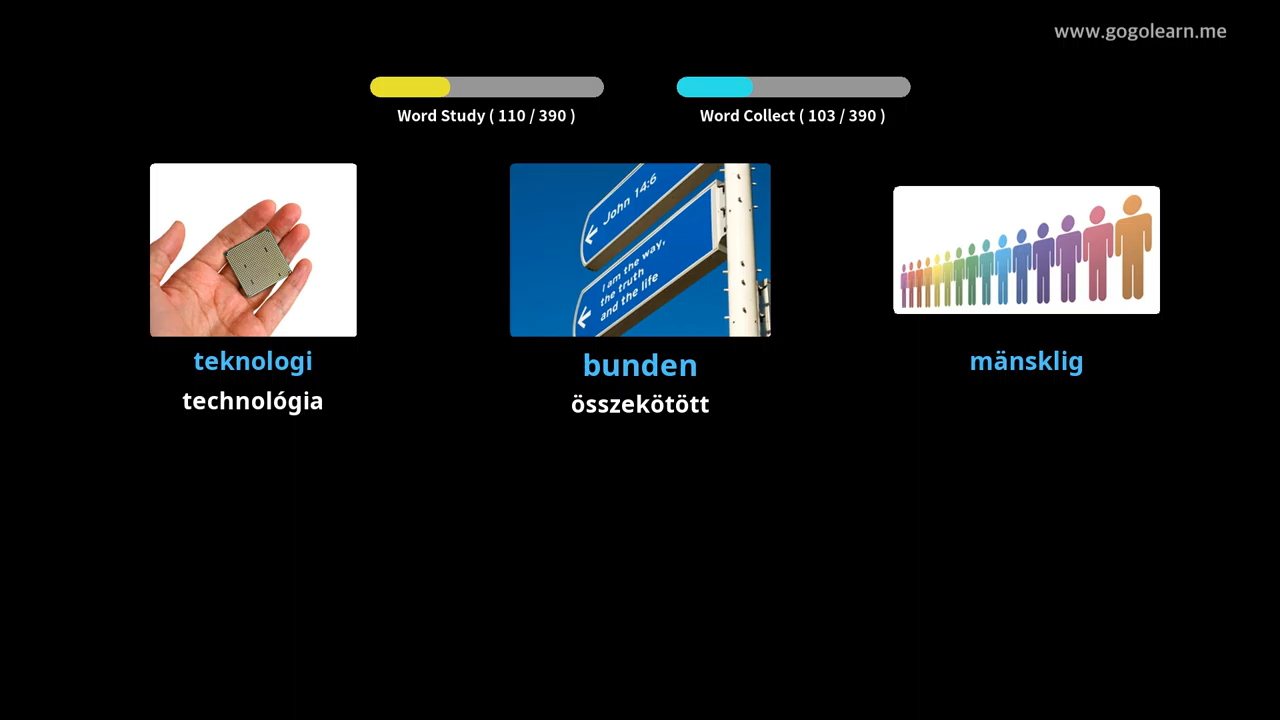 www.gogolearn.me
Word Study ( 110 / 390 )
Word Collect ( 103 / 390 )
John 14:6
I am the way,
the truth
and the life
teknologi
technológia
bunden
összekötött
mänsklig